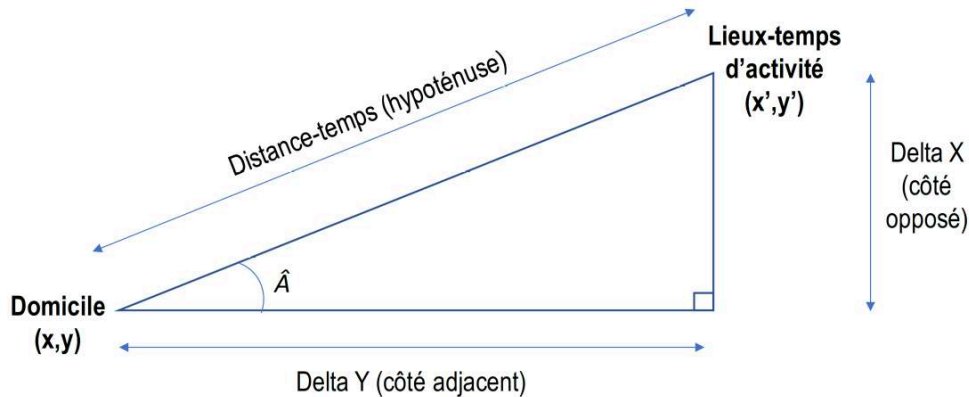 Lieux-temps
d'activité
(x',y')
Distance-temps (hypoténuse)
Delta X
(côté
opposé)
Â
Domicile
(x,y)
Delta Y (côté adjacent)